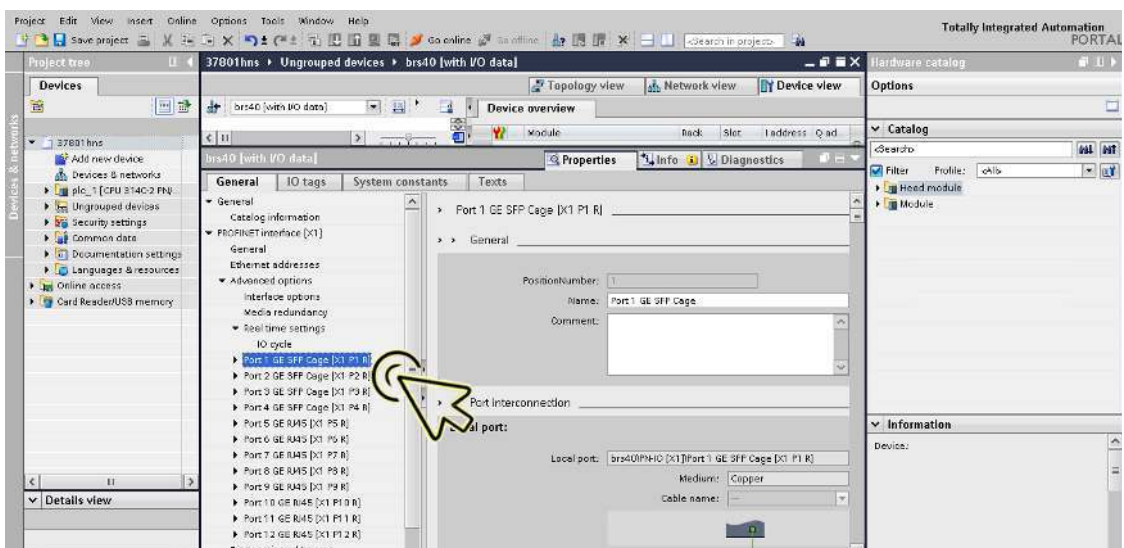 Project Edit View Insert Online Options Tools Window Help
Totally Integrated Automation
PORTAL
Save project
Go online
Go offline
<Search in project>
Project tree
37801hns ▸ Ungrouped devices ▸ brs40 [with I/O data]
Hardware catalog
Devices
Topology view
Network view
Device view
Options
brs40 [with I/O data]
Device overview
Module
Rack
Slot
I address
Q ad
Catalog
<Search>
Filter
Profile:
<All>
Head module
Module
Devices & networks
37801hns
Add new device
Devices & networks
plc_1 [CPU 314C-2 PN/
Ungrouped devices
Security settings
Common data
Documentation settings
Languages & resources
Online access
Card Reader/USB memory
Details view
brs40 [with I/O data]
Properties
Info
Diagnostics
General
IO tags
System constants
Texts
General
Catalog information
PROFINET interface [X1]
General
Ethernet addresses
Advanced options
Interface options
Media redundancy
Real time settings
IO cycle
Port 1 GE SFP Cage [X1 P1 R]
Port 2 GE SFP Cage [X1 P2 R]
Port 3 GE SFP Cage [X1 P3 R]
Port 4 GE SFP Cage [X1 P4 R]
Port 5 GE RJ45 [X1 P5 R]
Port 6 GE RJ45 [X1 P6 R]
Port 7 GE RJ45 [X1 P7 R]
Port 8 GE RJ45 [X1 P8 R]
Port 9 GE RJ45 [X1 P9 R]
Port 10 GE RJ45 [X1 P10 R]
Port 11 GE RJ45 [X1 P11 R]
Port 12 GE RJ45 [X1 P12 R]
Port 1 GE SFP Cage [X1 P1 R]
General
PositionNumber: 1
Name: Port 1 GE SFP Cage
Comment:
Port interconnection
port:
Local port: brs40\PN-IO [X1]\Port 1 GE SFP Cage [X1 P1 R]
Medium: Copper
Cable name: ---
Information
Device: